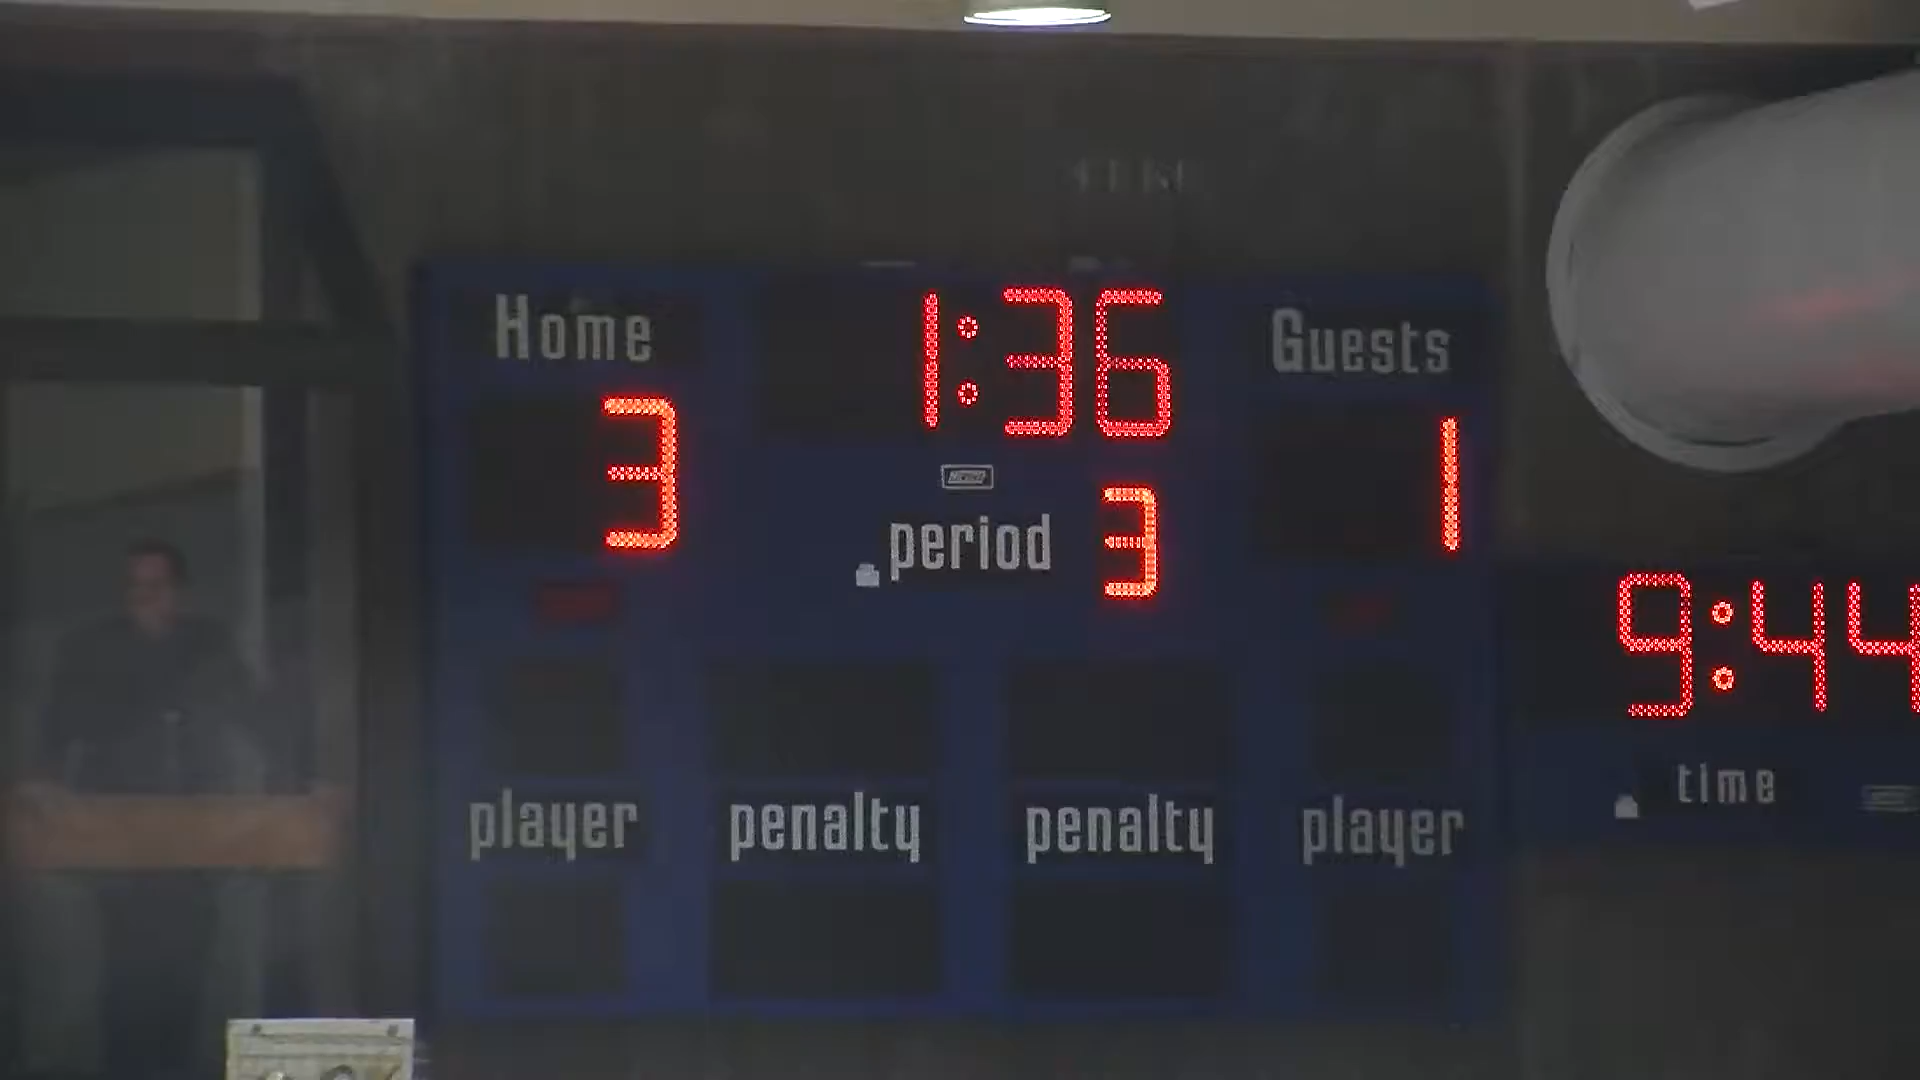 1:36
Home
Guests
3
1
period 3
9:44
time
player penalty penalty player